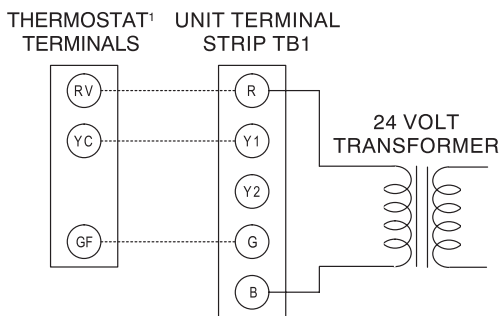 THERMOSTAT¹
TERMINALS
UNIT TERMINAL
STRIP TB1
RV
R
24 VOLT
TRANSFORMER
YC
Y1
Y2
GF
G
B